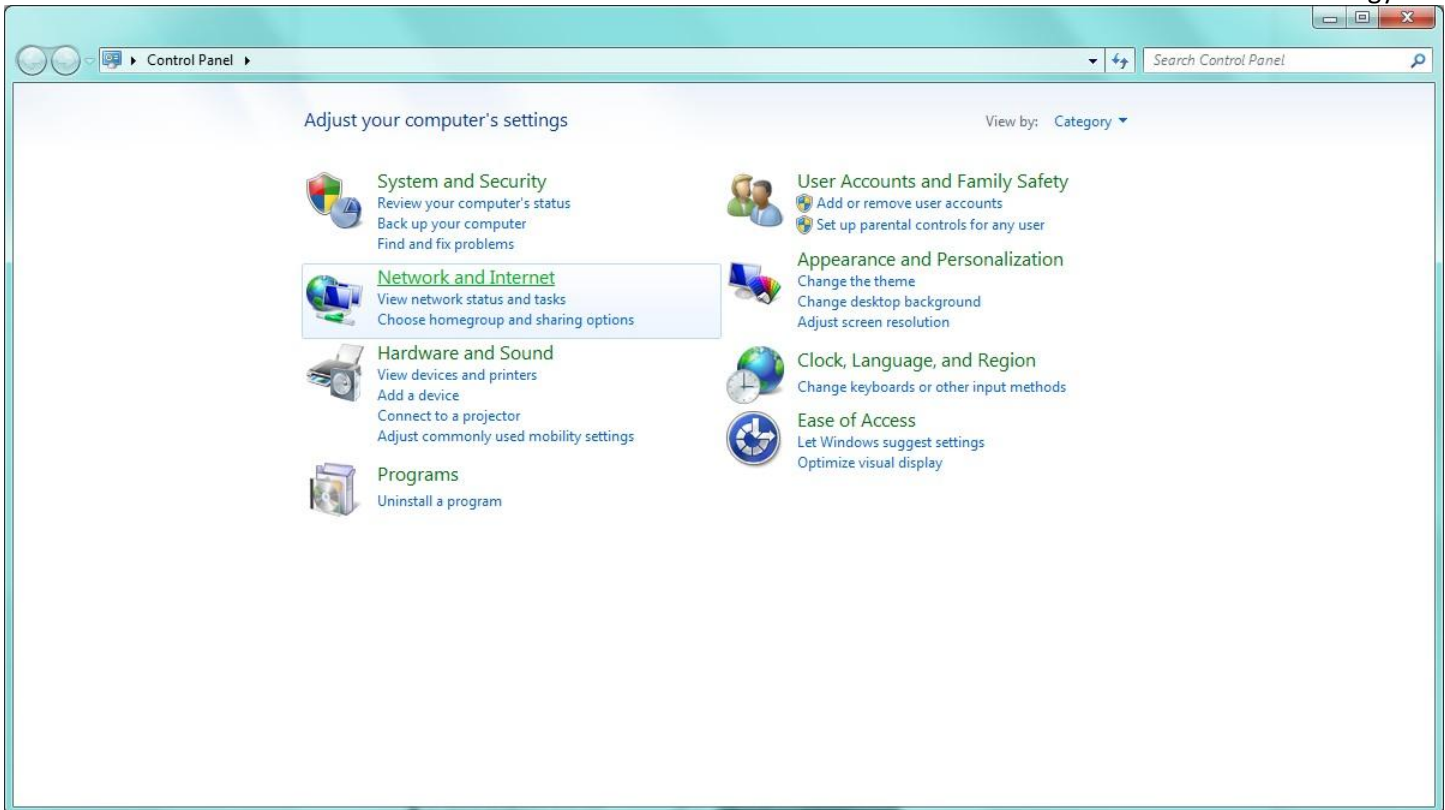 Control Panel
Search Control Panel
Adjust your computer's settings
View by: Category
System and Security
Review your computer's status
Back up your computer
Find and fix problems
Network and Internet
View network status and tasks
Choose homegroup and sharing options
Hardware and Sound
View devices and printers
Add a device
Connect to a projector
Adjust commonly used mobility settings
Programs
Uninstall a program
User Accounts and Family Safety
Add or remove user accounts
Set up parental controls for any user
Appearance and Personalization
Change the theme
Change desktop background
Adjust screen resolution
Clock, Language, and Region
Change keyboards or other input methods
Ease of Access
Let Windows suggest settings
Optimize visual display